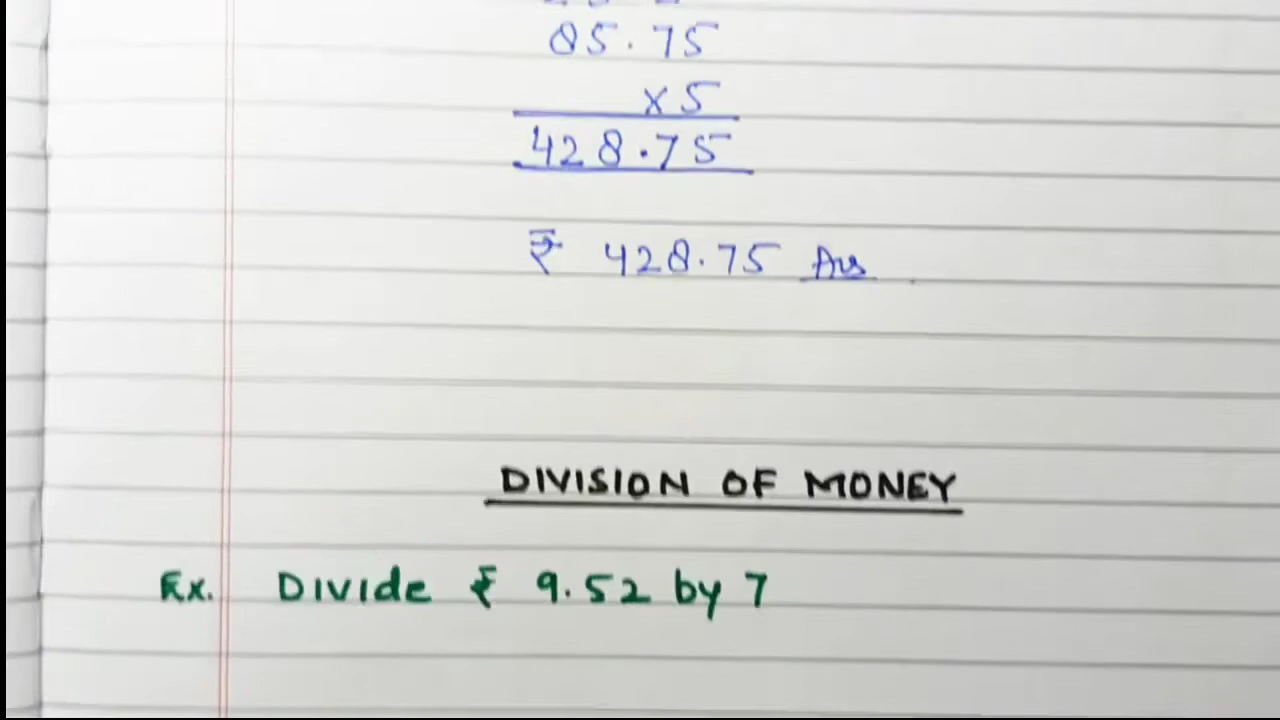 85.75
×5
428.75
₹ 428.75 Ans
DIVISION OF MONEY
Ex. Divide ₹ 9.52 by 7